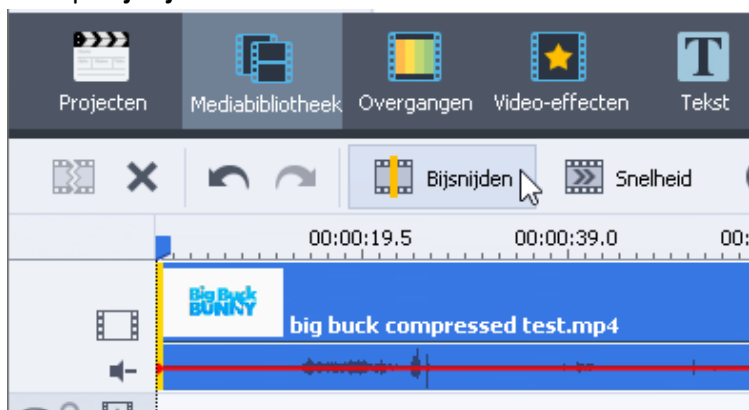 Projecten
Mediabibliotheek
Overgangen
Video-effecten
Tekst
Bijsnijden
Snelheid
00:00:19.5
00:00:39.0
00:
Big Buck
BUNNY
big buck compressed test.mp4